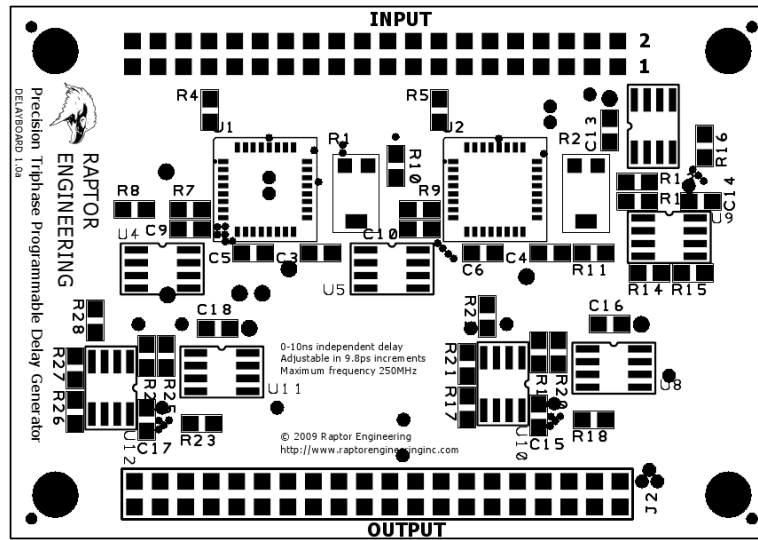 INPUT
2
1
R4
R5
U1
R1
U2
R2
C13
R16
R10
R8
R7
R9
C14
C9
U4
C10
U9
C5
C3
C6
C4
R11
U5
R14
R15
R28
C18
C16
0-10ns independent delay
Adjustable in 9.8ps increments
Maximum frequency 250MHz
R27
R21
R26
R25
U11
R17
R20
U8
R23
R18
C17
U12
C15
U10
© 2009 Raptor Engineering
http://www.raptorengineeringinc.com
J2
OUTPUT
RAPTOR
ENGINEERING
Precision Triphase Programmable Delay Generator
DELAYBOARD 1.0a